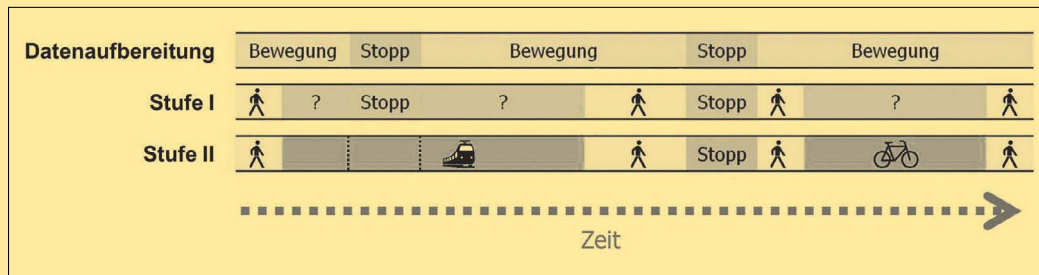 Datenaufbereitung Bewegung Stopp Bewegung Stopp Bewegung
Stufe I ? Stopp ? Stopp ?
Stufe II Stopp
Zeit